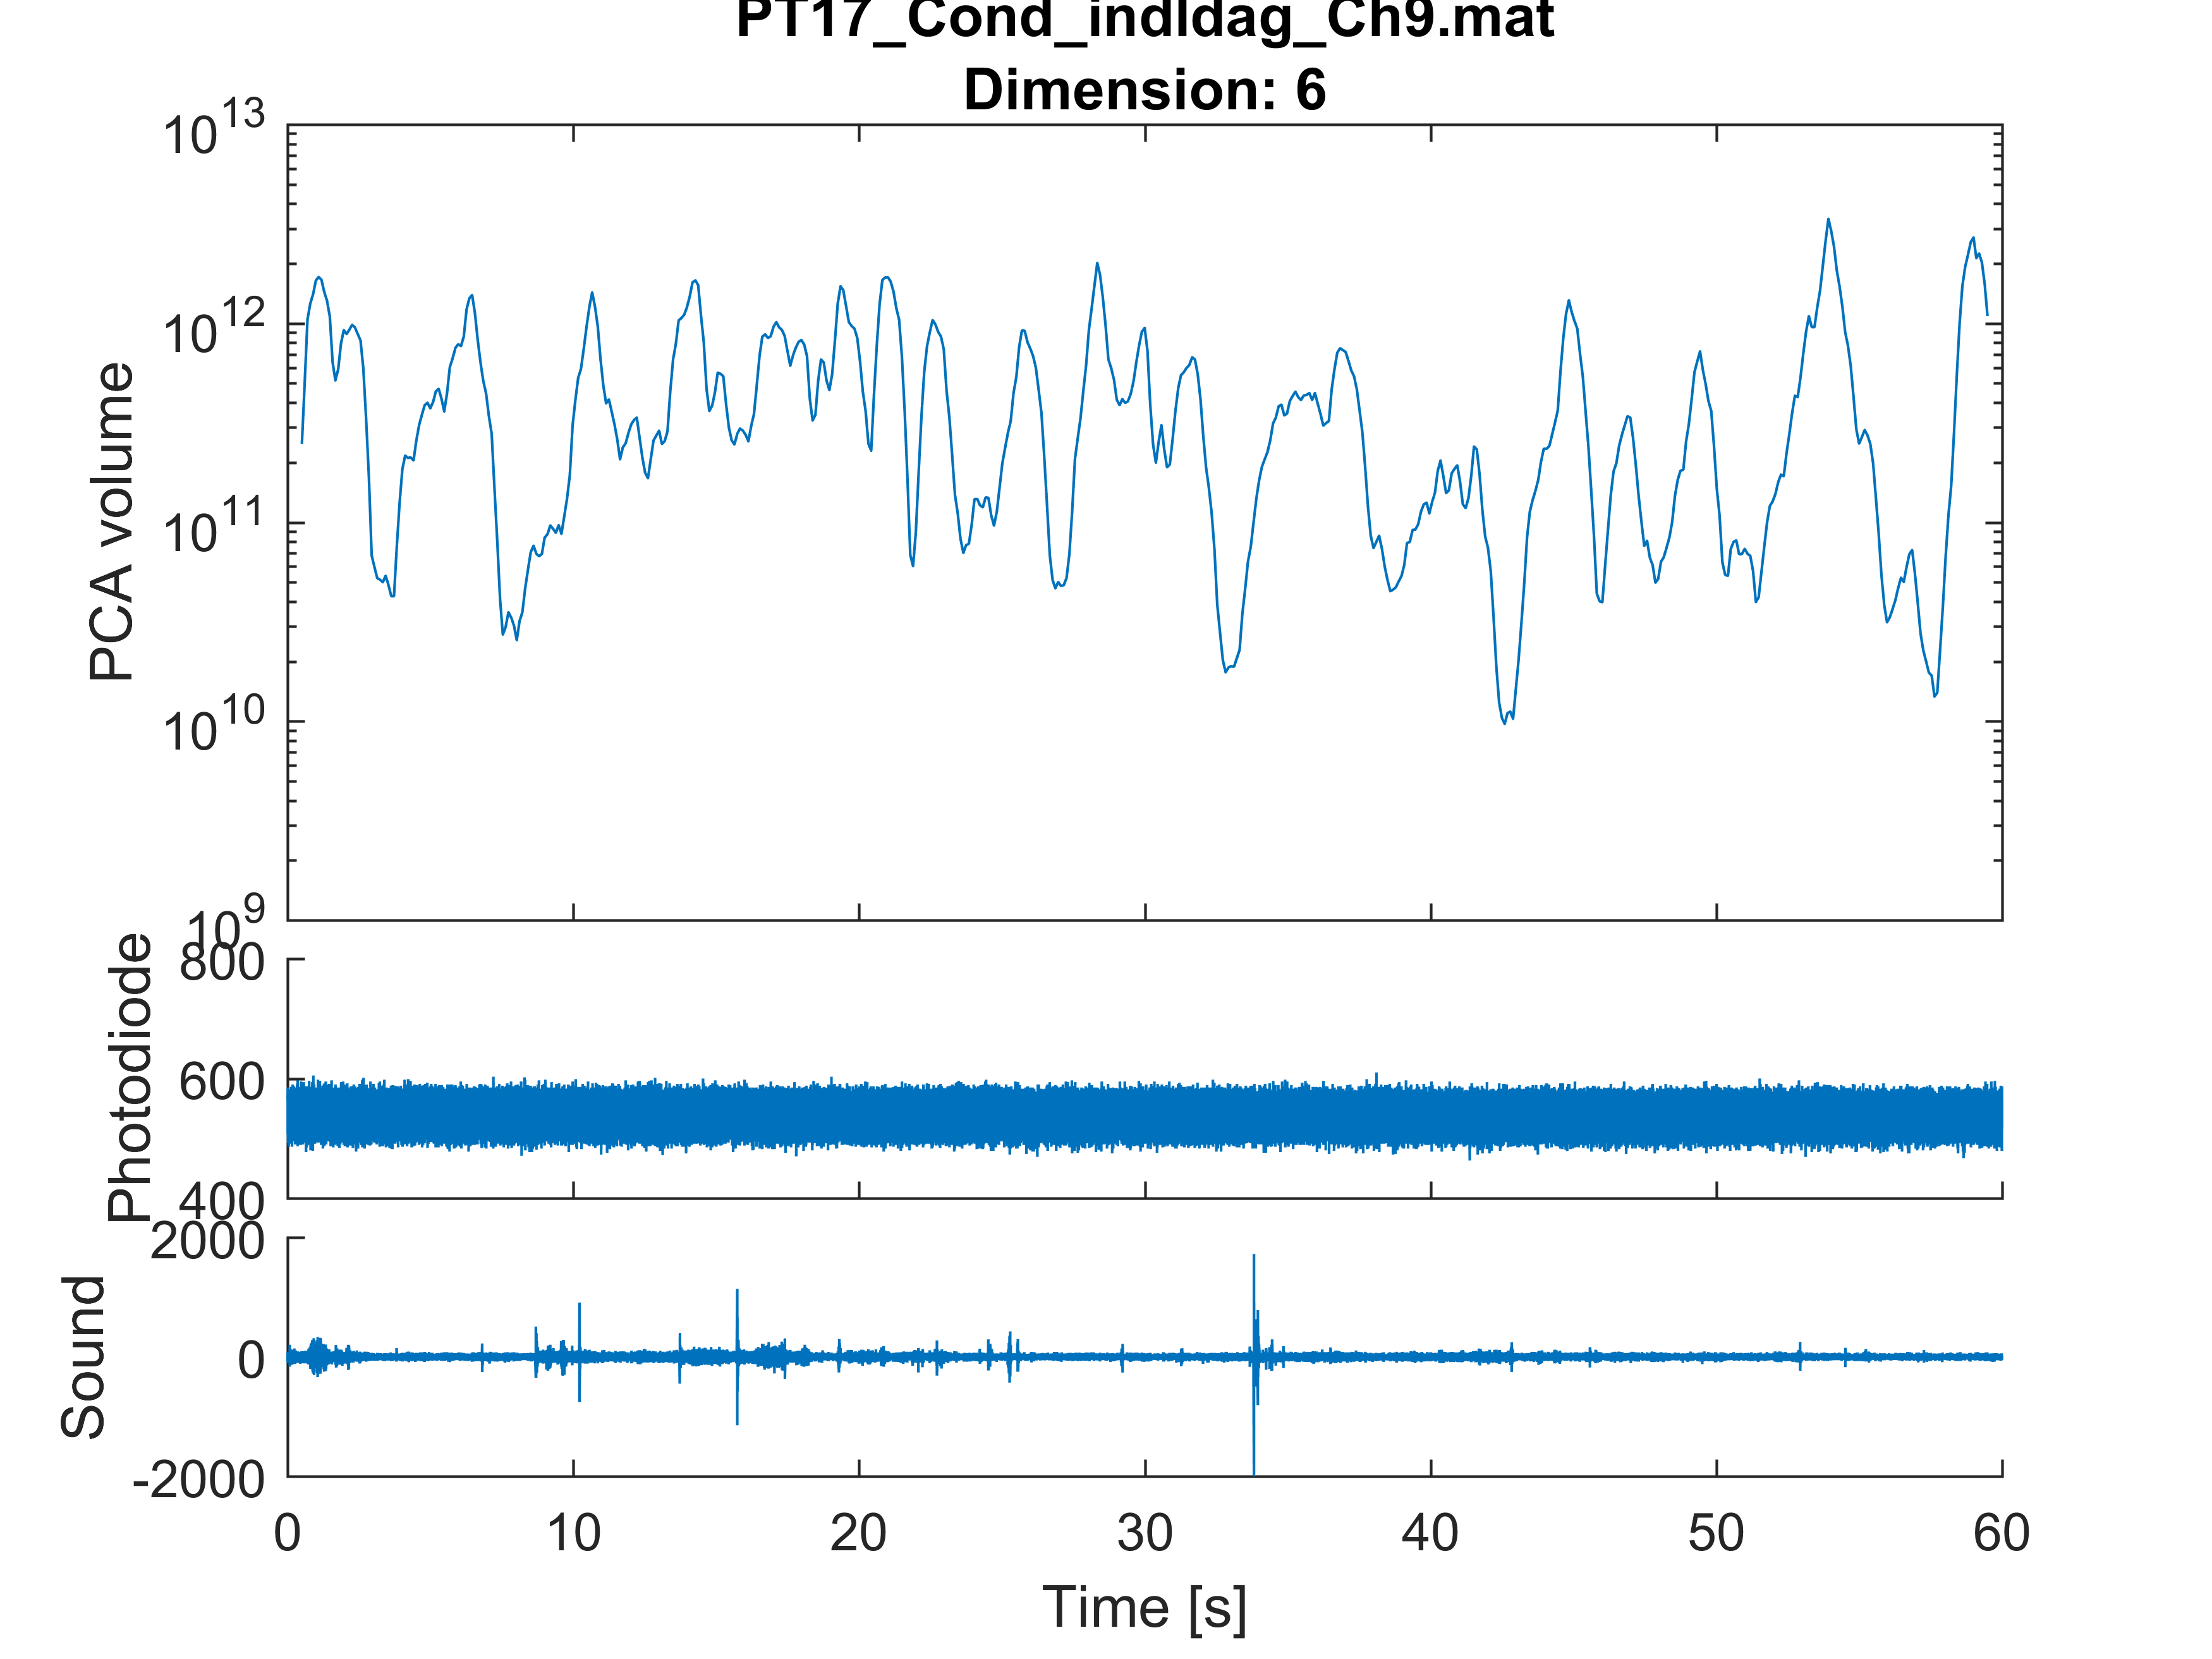 PT17_Cond_indIdag_Ch9.mat
Dimension: 6
10^13
10^12
10^11
10^10
10^9
PCA volume
800
600
400
Photodiode
2000
0
-2000
Sound
0 10 20 30 40 50 60
Time [s]